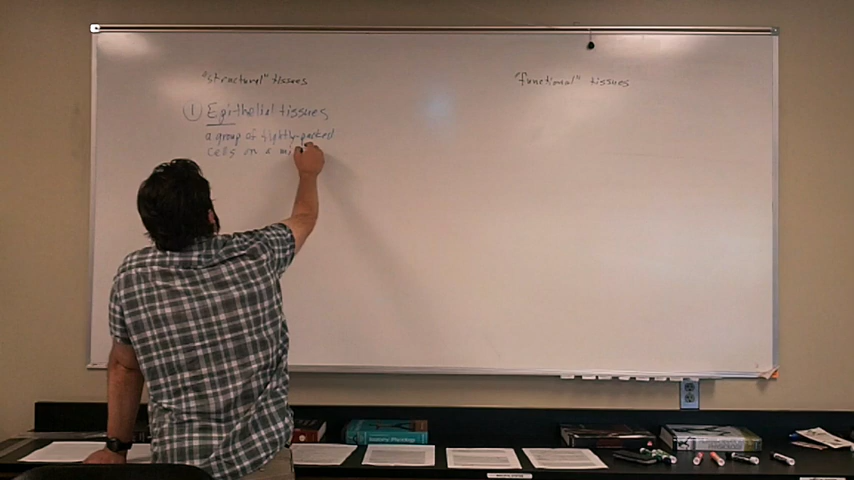 "structural" tissues
"functional" tissues
① Epithelial tissues
a group of tightly-packed
cells on a